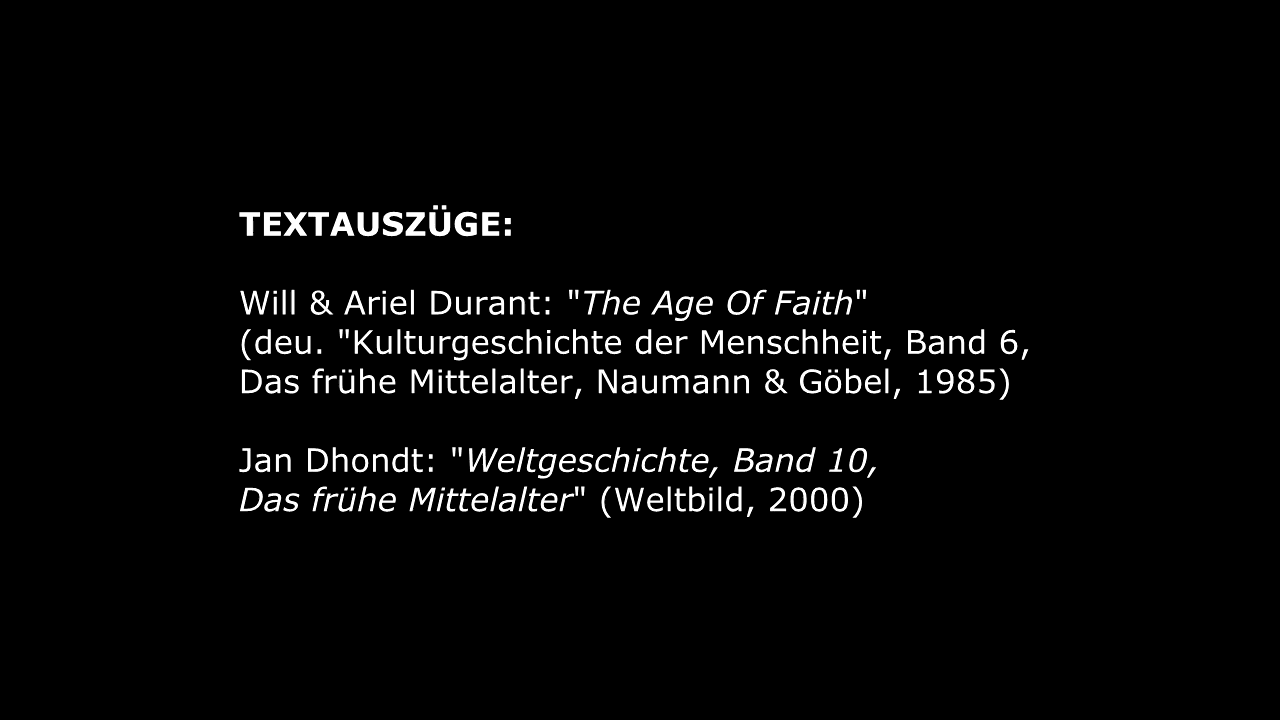 TEXTAUSZÜGE:
Will & Ariel Durant: "The Age Of Faith"
(deu. "Kulturgeschichte der Menschheit, Band 6,
Das frühe Mittelalter, Naumann & Göbel, 1985)
Jan Dhondt: "Weltgeschichte, Band 10,
Das frühe Mittelalter" (Weltbild, 2000)